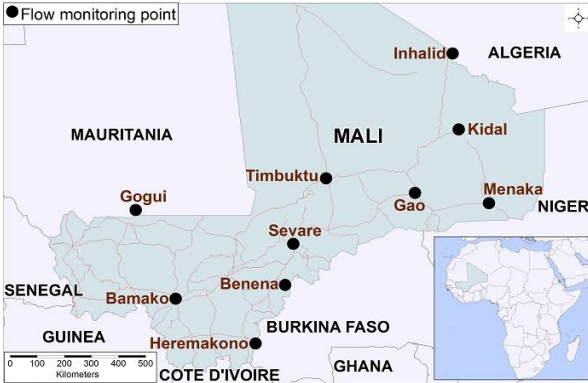 Flow monitoring point
Inhalid
ALGERIA
MAURITANIA
MALI
Kidal
Timbuktu
Gogui
Gao
Menaka
NIGER
Sevare
SENEGAL
Bamako
Benena
GUINEA
Heremakono
BURKINA FASO
GHANA
COTE D'IVOIRE
0 100 200 300 400 500
Kilometers